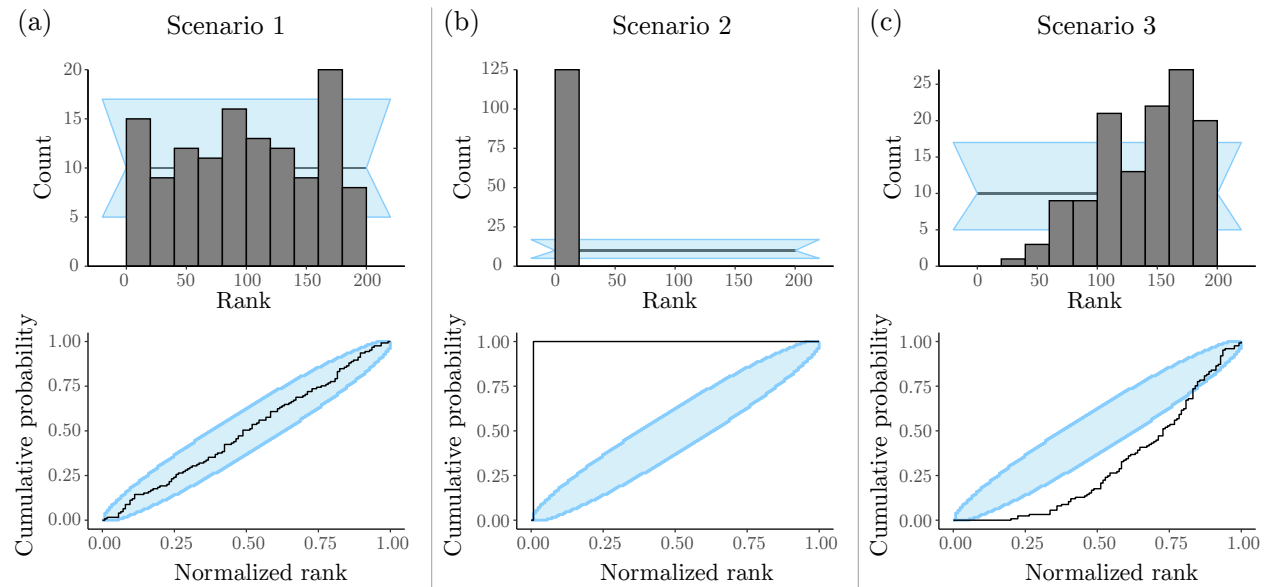 (a) Scenario 1
20
15
10
5
0
Count
0 50 100 150 200
Rank
1.00
0.75
0.50
0.25
0.00
Cumulative probability
0.00 0.25 0.50 0.75 1.00
Normalized rank
(b) Scenario 2
125
100
75
50
25
0
Count
0 50 100 150 200
Rank
1.00
0.75
0.50
0.25
0.00
Cumulative probability
0.00 0.25 0.50 0.75 1.00
Normalized rank
(c) Scenario 3
25
20
15
10
5
0
Count
0 50 100 150 200
Rank
1.00
0.75
0.50
0.25
0.00
Cumulative probability
0.00 0.25 0.50 0.75 1.00
Normalized rank